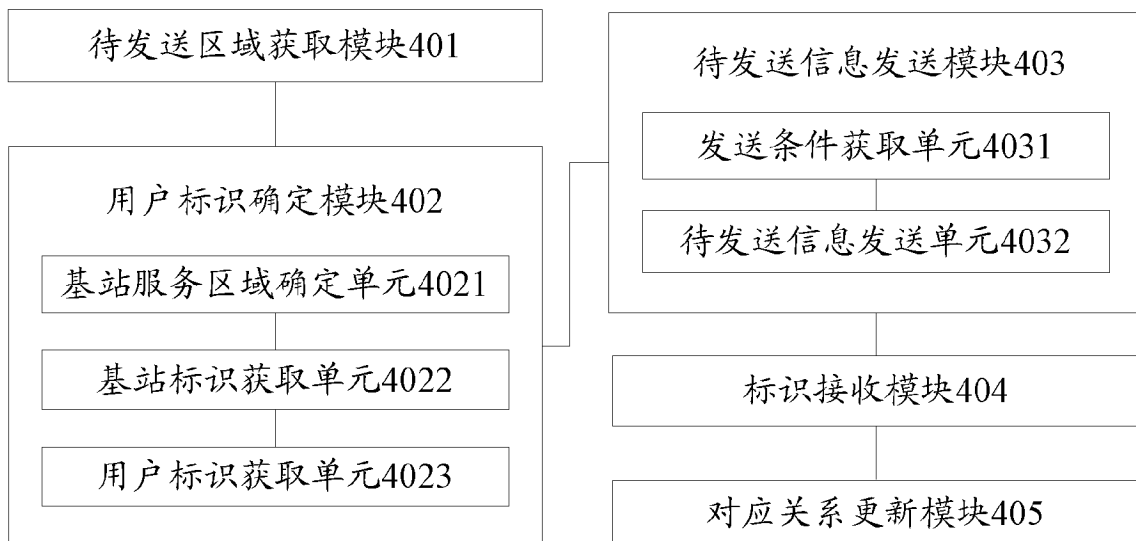 待发送区域获取模块401
用户标识确定模块402
基站服务区域确定单元4021
基站标识获取单元4022
用户标识获取单元4023
待发送信息发送模块403
发送条件获取单元4031
待发送信息发送单元4032
标识接收模块404
对应关系更新模块405